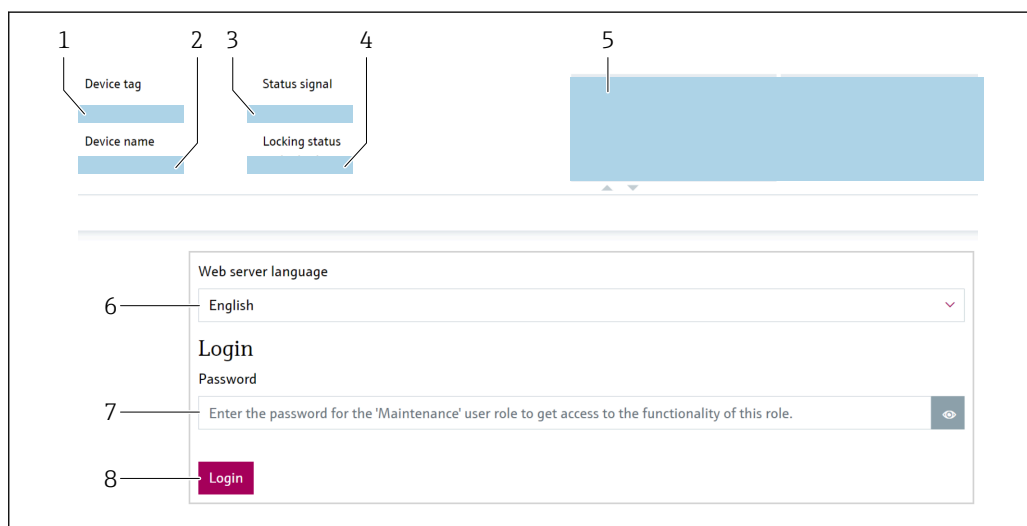 1 2 3 4 5
Device tag Status signal
Device name Locking status
Web server language
6 English
Login
Password
7 Enter the password for the 'Maintenance' user role to get access to the functionality of this role.
8 Login